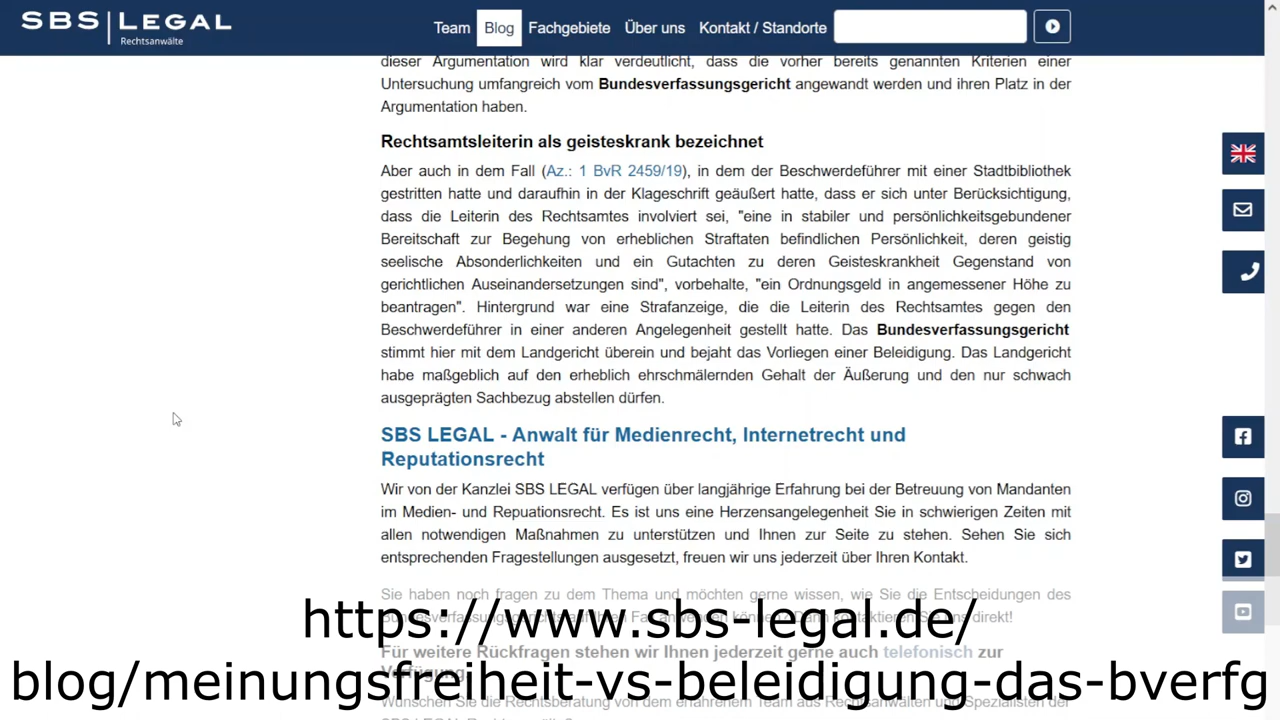 SBS LEGAL
Rechtsanwälte
Team Blog Fachgebiete Über uns Kontakt / Standorte
dieser Argumentation wird klar verdeutlicht, dass die vorher bereits genannten Kriterien einer
Untersuchung umfangreich vom Bundesverfassungsgericht angewandt werden und ihren Platz in der
Argumentation haben.
Rechtsamtsleiterin als geisteskrank bezeichnet
Aber auch in dem Fall (Az.: 1 BvR 2459/19), in dem der Beschwerdeführer mit einer Stadtbibliothek
gestritten hatte und daraufhin in der Klageschrift geäußert hatte, dass er sich unter Berücksichtigung,
dass die Leiterin des Rechtsamtes involviert sei, "eine in stabiler und persönlichkeitsgebundener
Bereitschaft zur Begehung von erheblichen Straftaten befindlichen Persönlichkeit, deren geistig
seelische Absonderlichkeiten und ein Gutachten zu deren Geisteskrankheit Gegenstand von
gerichtlichen Auseinandersetzungen sind", vorbehalte, "ein Ordnungsgeld in angemessener Höhe zu
beantragen". Hintergrund war eine Strafanzeige, die die Leiterin des Rechtsamtes gegen den
Beschwerdeführer in einer anderen Angelegenheit gestellt hatte. Das Bundesverfassungsgericht
stimmt hier mit dem Landgericht überein und bejaht das Vorliegen einer Beleidigung. Das Landgericht
habe maßgeblich auf den erheblich ehrschmälernden Gehalt der Äußerung und den nur schwach
ausgeprägten Sachbezug abstellen dürfen.
SBS LEGAL - Anwalt für Medienrecht, Internetrecht und
Reputationsrecht
Wir von der Kanzlei SBS LEGAL verfügen über langjährige Erfahrung bei der Betreuung von Mandanten
im Medien- und Repuationsrecht. Es ist uns eine Herzensangelegenheit Sie in schwierigen Zeiten mit
allen notwendigen Maßnahmen zu unterstützen und Ihnen zur Seite zu stehen. Sehen Sie sich
entsprechenden Fragestellungen ausgesetzt, freuen wir uns jederzeit über Ihren Kontakt.
Sie haben noch fragen zu dem Thema und möchten gerne wissen, wie Sie die Entscheidungen des
https://www.sbs-legal.de/
Für weitere Rückfragen stehen wir Ihnen jederzeit gerne auch telefonisch zur
blog/meinungsfreiheit-vs-beleidigung-das-bverfg